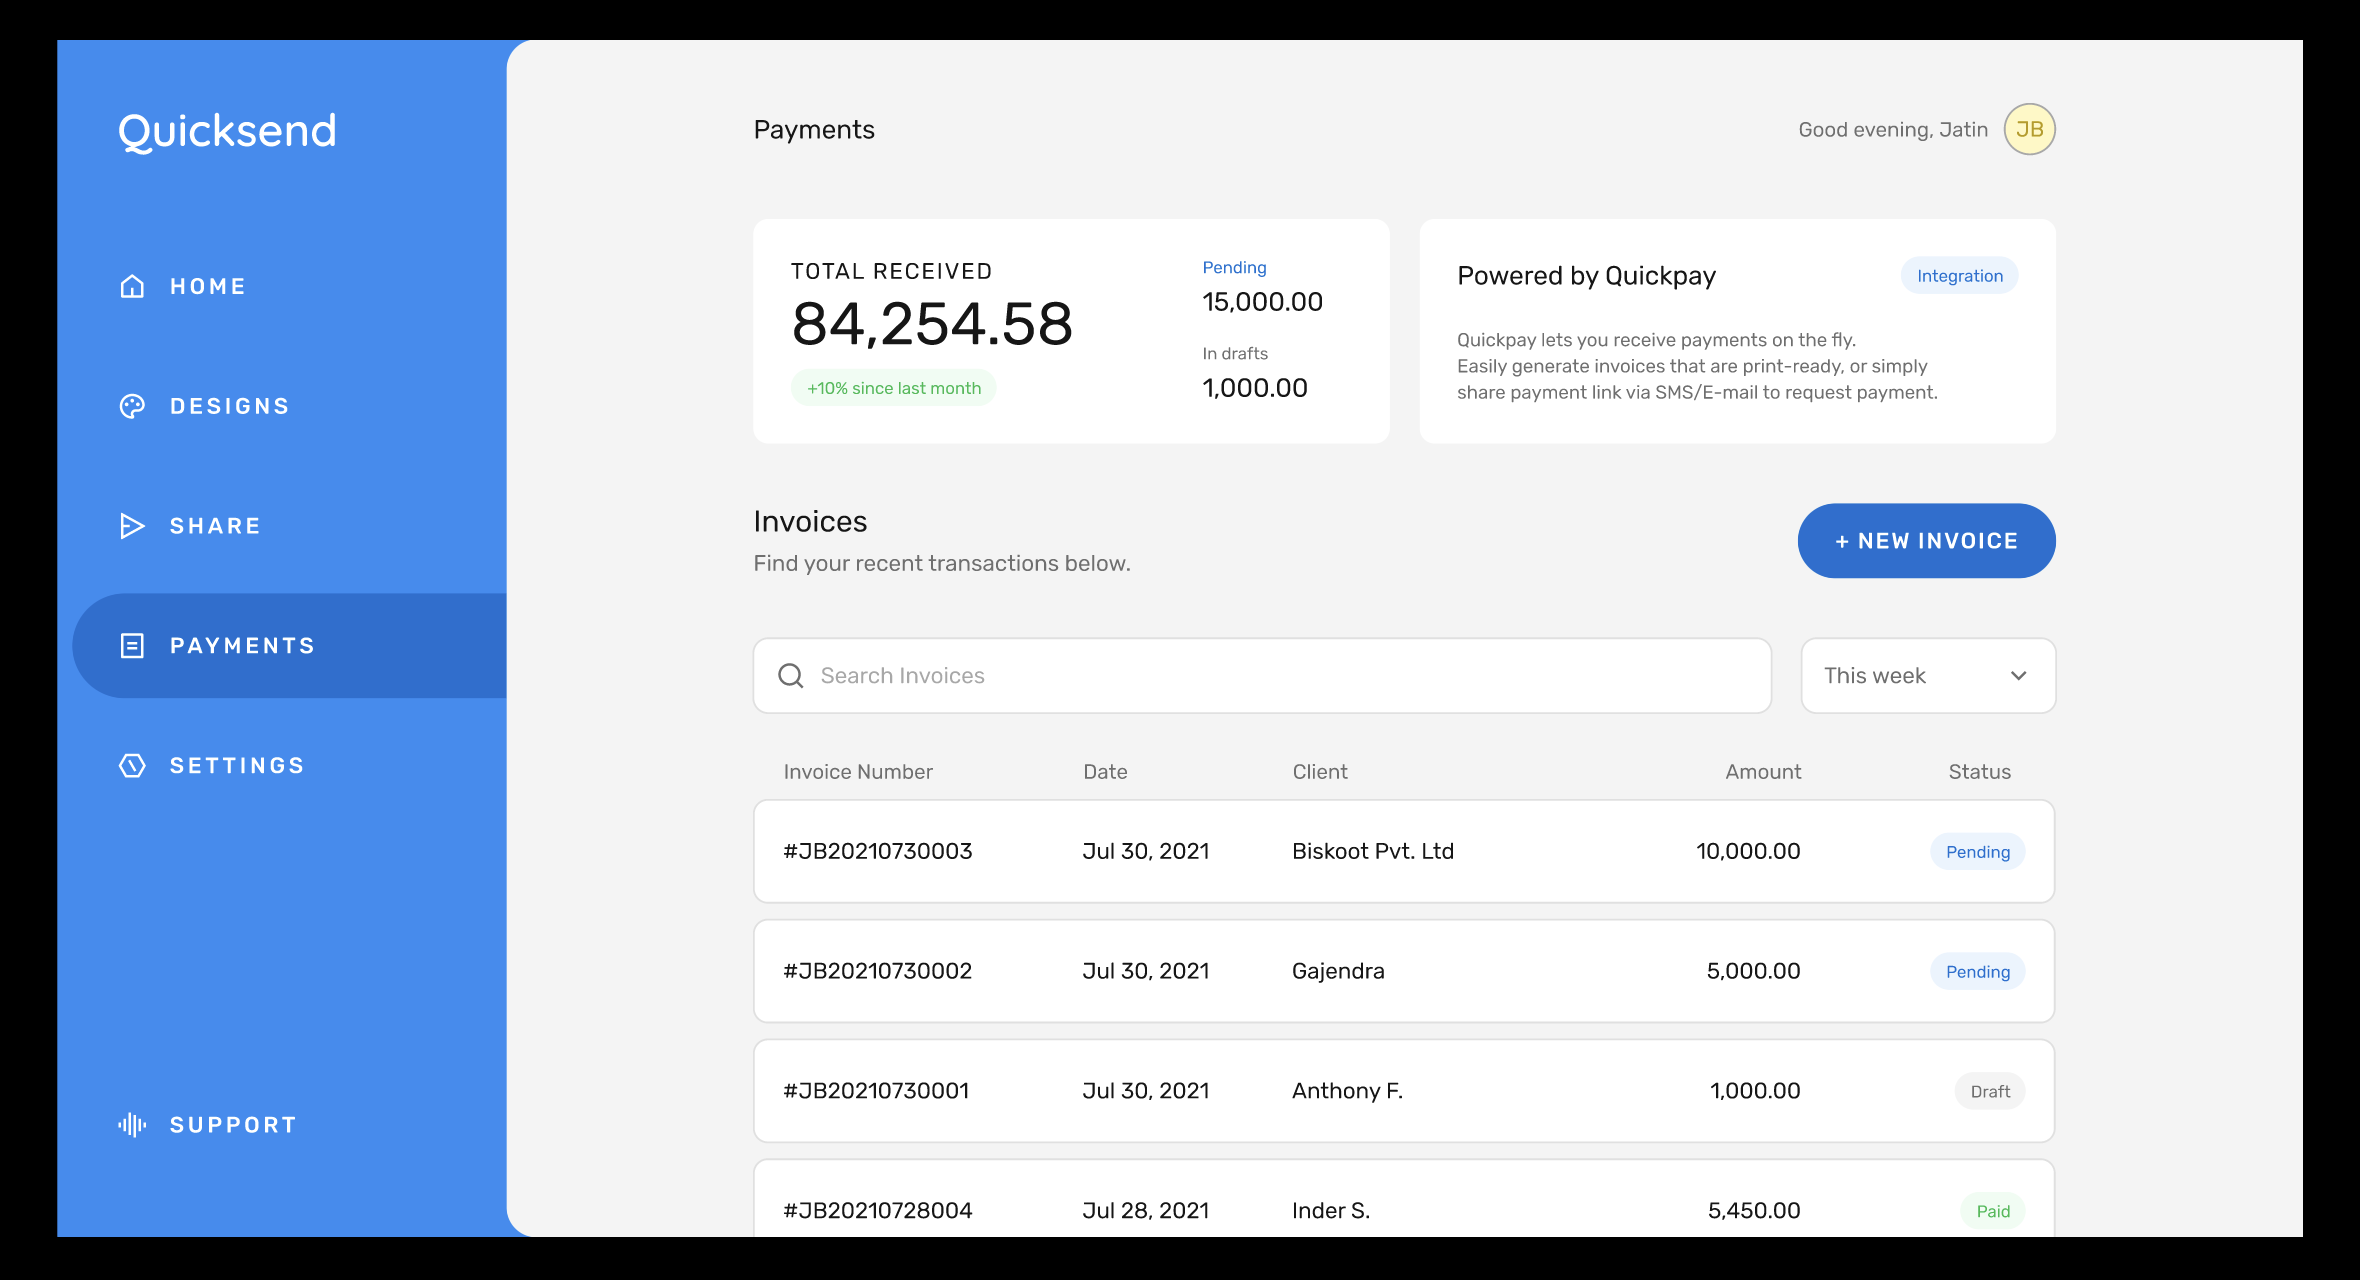 Quicksend
HOME
DESIGNS
SHARE
PAYMENTS
SETTINGS
SUPPORT
Payments
Good evening, Jatin
JB
TOTAL RECEIVED
84,254.58
+10% since last month
Pending
15,000.00
In drafts
1,000.00
Powered by Quickpay
Integration
Quickpay lets you receive payments on the fly.
Easily generate invoices that are print-ready, or simply
share payment link via SMS/E-mail to request payment.
Invoices
Find your recent transactions below.
+ NEW INVOICE
Search Invoices
This week
Invoice Number Date Client Amount Status
#JB20210730003 Jul 30, 2021 Biskoot Pvt. Ltd 10,000.00 Pending
#JB20210730002 Jul 30, 2021 Gajendra 5,000.00 Pending
#JB20210730001 Jul 30, 2021 Anthony F. 1,000.00 Draft
#JB20210728004 Jul 28, 2021 Inder S. 5,450.00 Paid